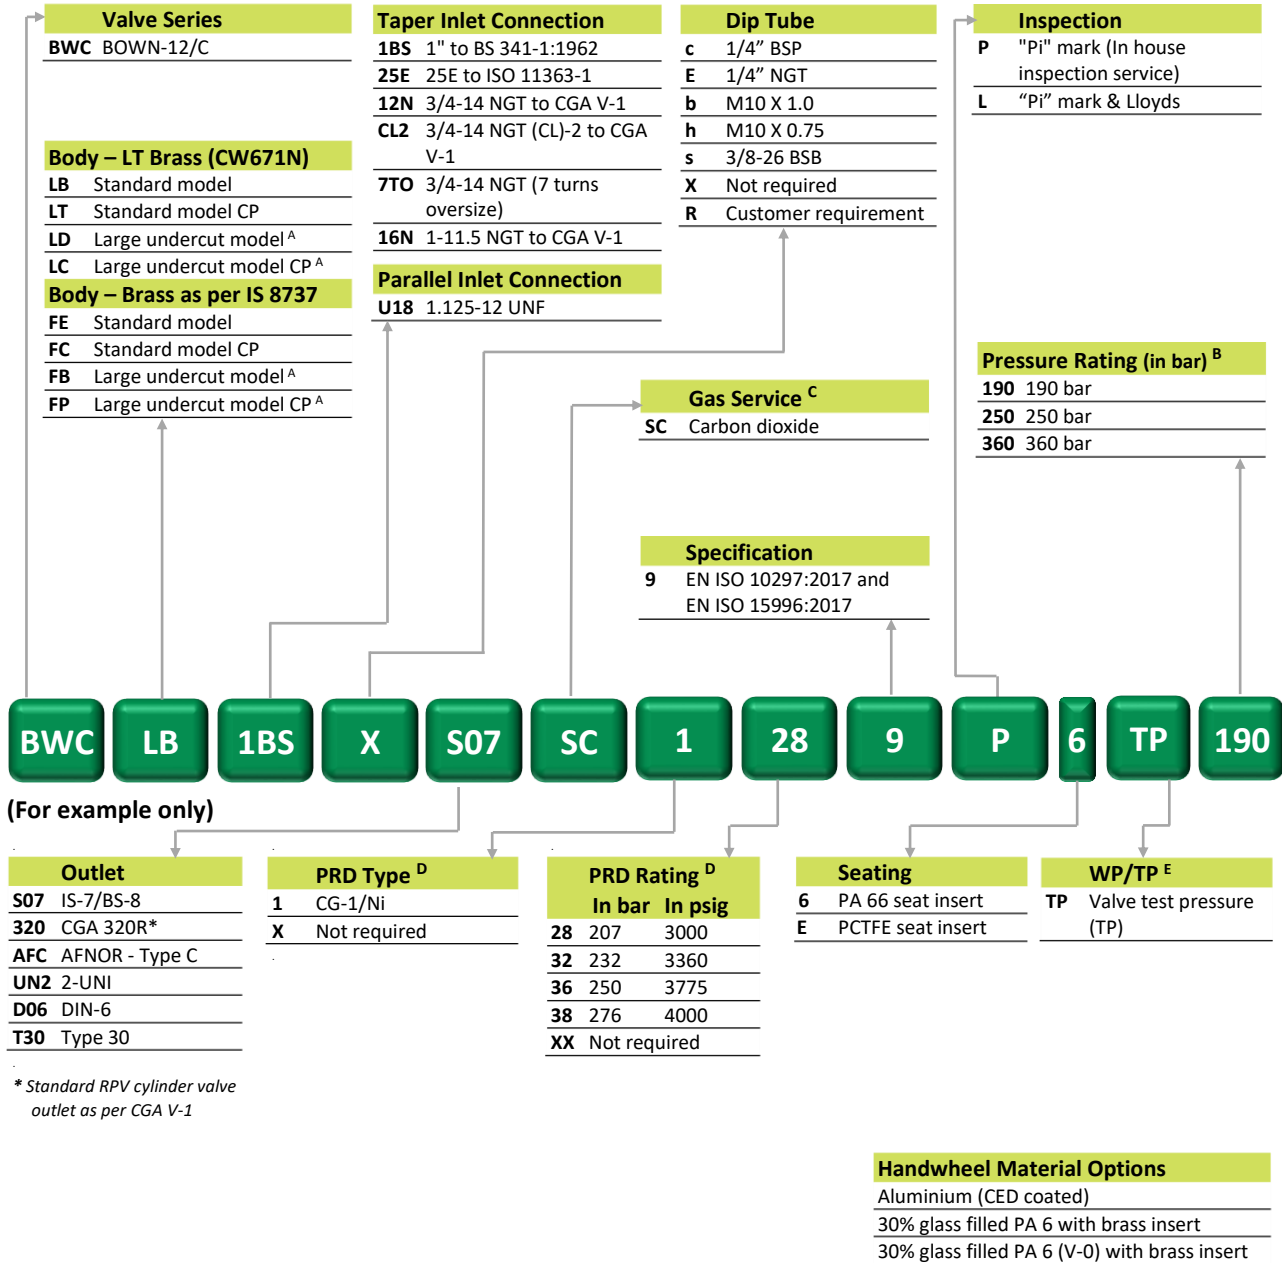 Valve Series
BWC BOWN-12/C
Body – LT Brass (CW671N)
LB Standard model
LT Standard model CP
LD Large undercut model A
LC Large undercut model CP A
Body – Brass as per IS 8737
FE Standard model
FC Standard model CP
FB Large undercut model A
FP Large undercut model CP A
Taper Inlet Connection
1BS 1" to BS 341-1:1962
25E 25E to ISO 11363-1
12N 3/4-14 NGT to CGA V-1
CL2 3/4-14 NGT (CL)-2 to CGA
V-1
7TO 3/4-14 NGT (7 turns
oversize)
16N 1-11.5 NGT to CGA V-1
Parallel Inlet Connection
U18 1.125-12 UNF
Dip Tube
c 1/4” BSP
E 1/4” NGT
b M10 X 1.0
h M10 X 0.75
s 3/8-26 BSB
X Not required
R Customer requirement
Inspection
P "Pi" mark (In house
inspection service)
L “Pi” mark & Lloyds
Gas Service C
SC Carbon dioxide
Pressure Rating (in bar) B
190 190 bar
250 250 bar
360 360 bar
Specification
9 EN ISO 10297:2017 and
EN ISO 15996:2017
BWC LB 1BS X S07 SC 1 28 9 P 6 TP 190
(For example only)
Outlet
S07 IS-7/BS-8
320 CGA 320R*
AFC AFNOR - Type C
UN2 2-UNI
D06 DIN-6
T30 Type 30
* Standard RPV cylinder valve
outlet as per CGA V-1
PRD Type D
1 CG-1/Ni
X Not required
PRD Rating D
In bar In psig
28 207 3000
32 232 3360
36 250 3775
38 276 4000
XX Not required
Seating
6 PA 66 seat insert
E PCTFE seat insert
WP/TP E
TP Valve test pressure
(TP)
Handwheel Material Options
Aluminium (CED coated)
30% glass filled PA 6 with brass insert
30% glass filled PA 6 (V-0) with brass insert